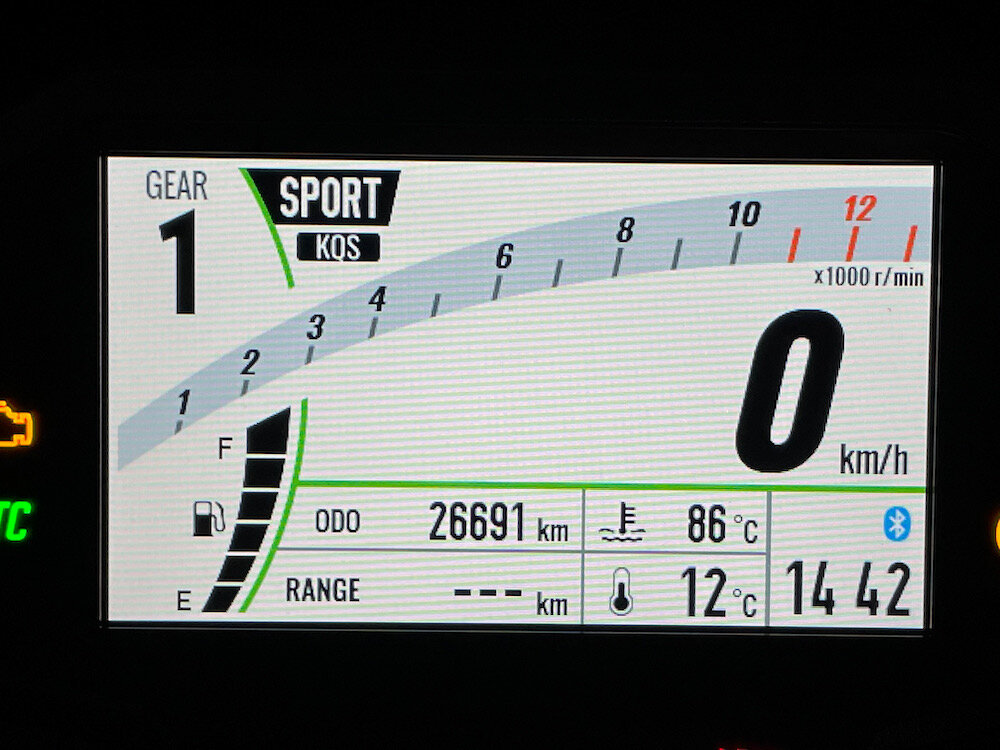 GEAR
SPORT
1
KQS
1 2 3 4 6 8 10 12
x1000 r/min
0 km/h
F
E
ODO 26691 km
86 °C
RANGE --- km
12 °C
14 42
TC